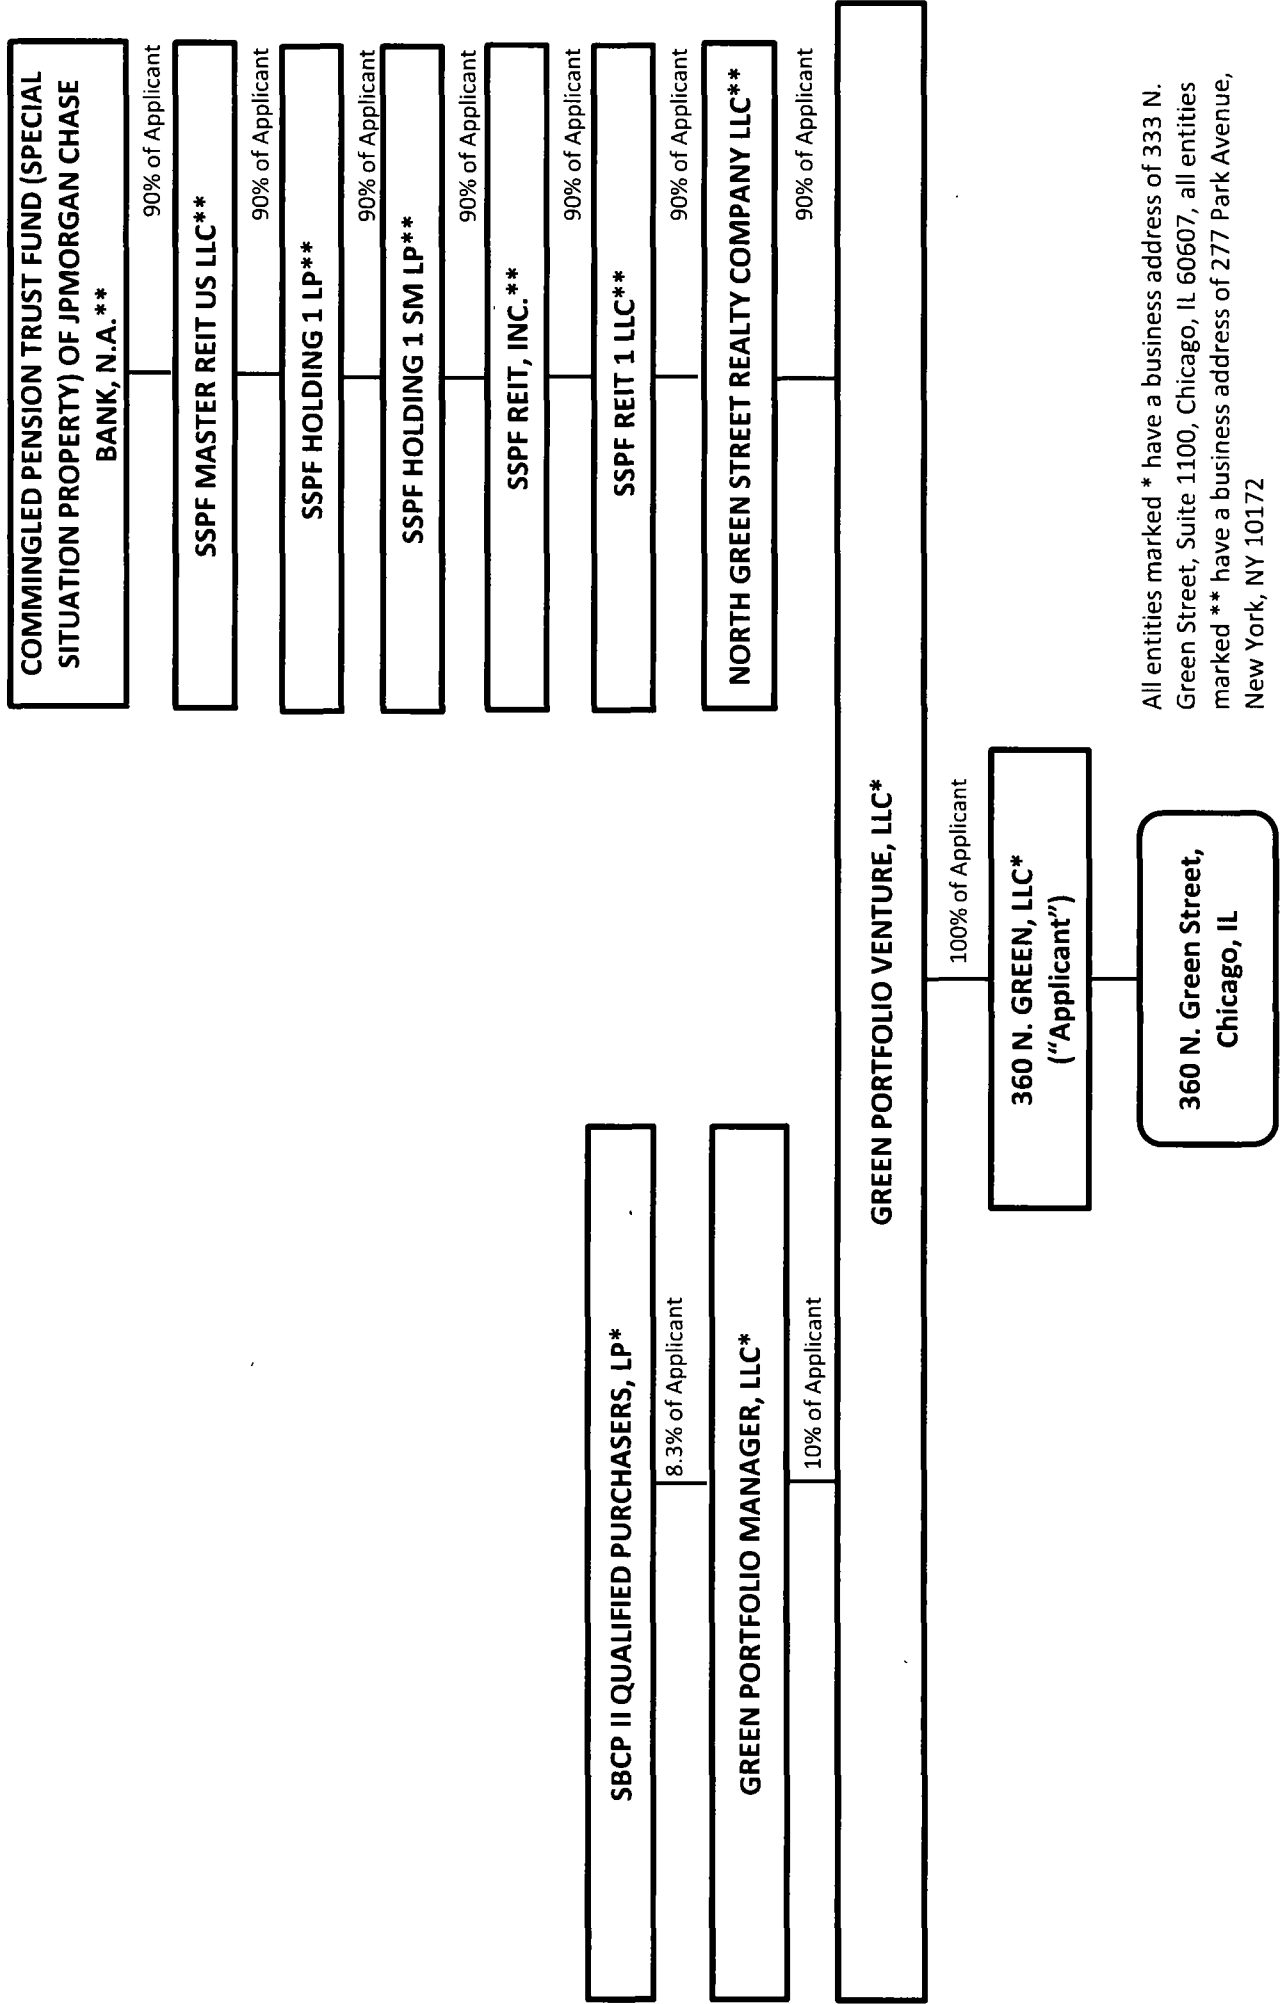 COMMINGLED PENSION TRUST FUND (SPECIAL
SITUATION PROPERTY) OF JPMORGAN CHASE
BANK, N.A.**
90% of Applicant
SSPF MASTER REIT US LLC**
90% of Applicant
SSPF HOLDING 1 LP**
90% of Applicant
SSPF HOLDING 1 SM LP**
90% of Applicant
SSPF REIT, INC.**
90% of Applicant
SSPF REIT 1 LLC**
90% of Applicant
NORTH GREEN STREET REALTY COMPANY LLC**
90% of Applicant
SBCP II QUALIFIED PURCHASERS, LP*
8.3% of Applicant
GREEN PORTFOLIO MANAGER, LLC*
10% of Applicant
GREEN PORTFOLIO VENTURE, LLC*
100% of Applicant
360 N. GREEN, LLC*
("Applicant")
360 N. Green Street,
Chicago, IL
All entities marked * have a business address of 333 N.
Green Street, Suite 1100, Chicago, IL 60607, all entities
marked ** have a business address of 277 Park Avenue,
New York, NY 10172